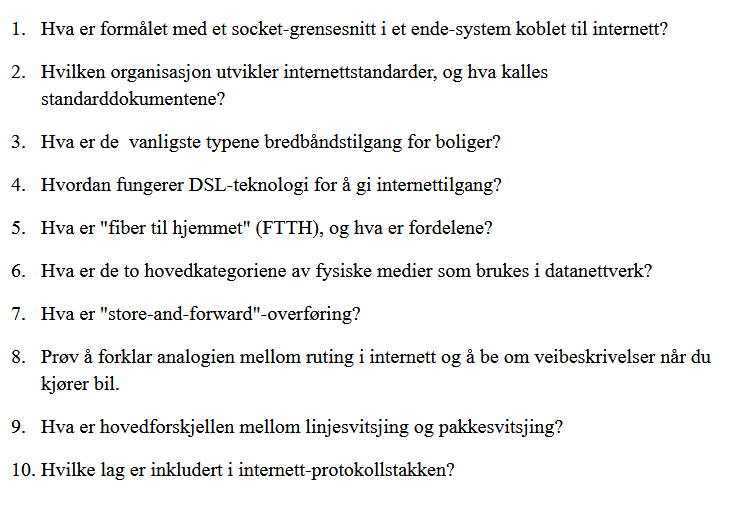 1. Hva er formålet med et socket-grensesnitt i et ende-system koblet til internett?
2. Hvilken organisasjon utvikler internettstandarder, og hva kalles
standarddokumentene?
3. Hva er de  vanligste typene bredbåndstilgang for boliger?
4. Hvordan fungerer DSL-teknologi for å gi internettilgang?
5. Hva er "fiber til hjemmet" (FTTH), og hva er fordelene?
6. Hva er de to hovedkategoriene av fysiske medier som brukes i datanettverk?
7. Hva er "store-and-forward"-overføring?
8. Prøv å forklar analogien mellom ruting i internett og å be om veibeskrivelser når du
kjører bil.
9. Hva er hovedforskjellen mellom linjesvitsjing og pakkesvitsjing?
10. Hvilke lag er inkludert i internett-protokollstakken?